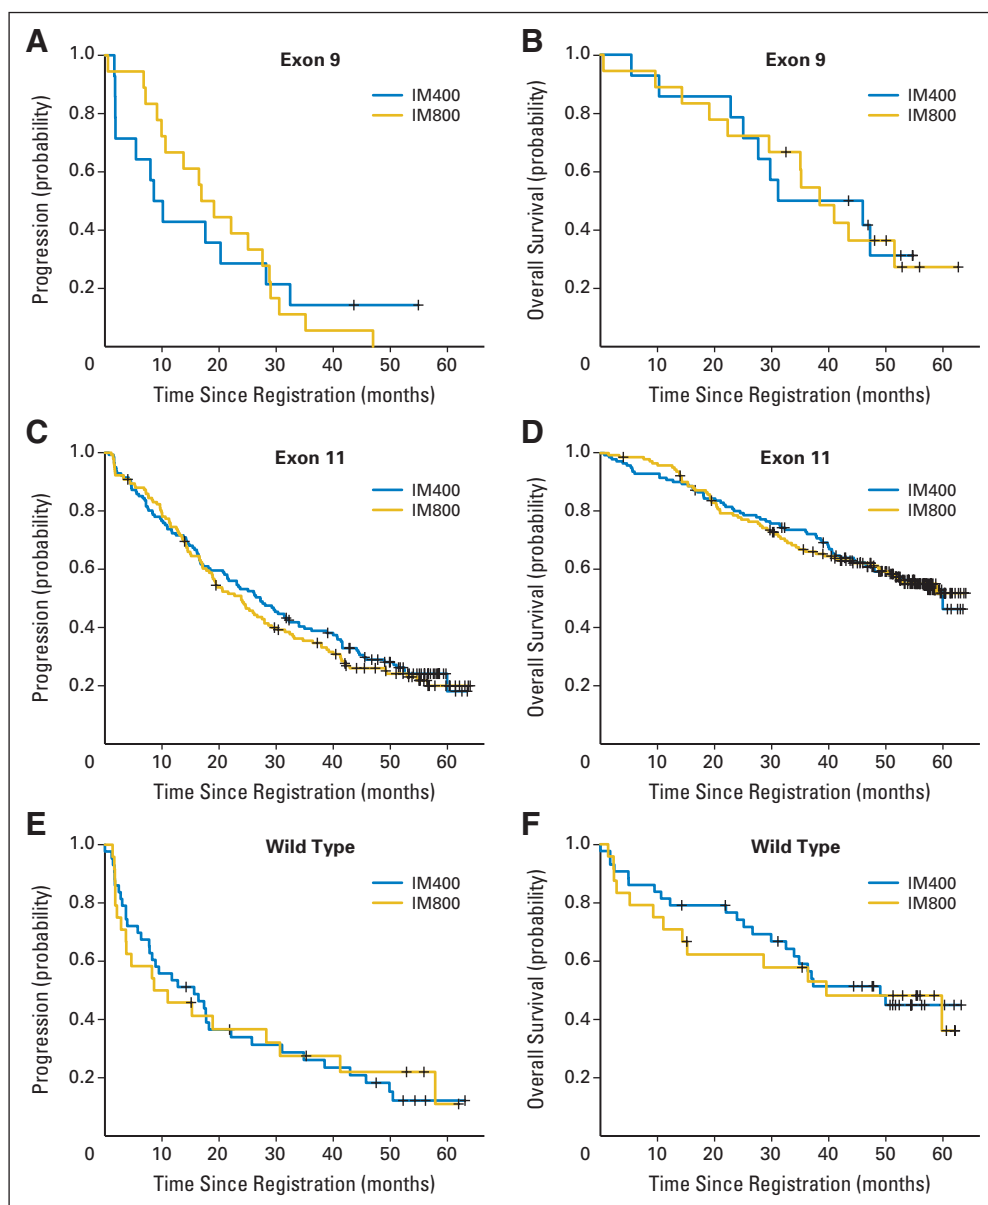 A
Exon 9
IM400
IM800
Progression (probability)
1.0
0.8
0.6
0.4
0.2
0 10 20 30 40 50 60
Time Since Registration (months)
B
Exon 9
IM400
IM800
Overall Survival (probability)
1.0
0.8
0.6
0.4
0.2
0 10 20 30 40 50 60
Time Since Registration (months)
C
Exon 11
IM400
IM800
Progression (probability)
1.0
0.8
0.6
0.4
0.2
0 10 20 30 40 50 60
Time Since Registration (months)
D
Exon 11
IM400
IM800
Overall Survival (probability)
1.0
0.8
0.6
0.4
0.2
0 10 20 30 40 50 60
Time Since Registration (months)
E
Wild Type
IM400
IM800
Progression (probability)
1.0
0.8
0.6
0.4
0.2
0 10 20 30 40 50 60
Time Since Registration (months)
F
Wild Type
IM400
IM800
Overall Survival (probability)
1.0
0.8
0.6
0.4
0.2
0 10 20 30 40 50 60
Time Since Registration (months)